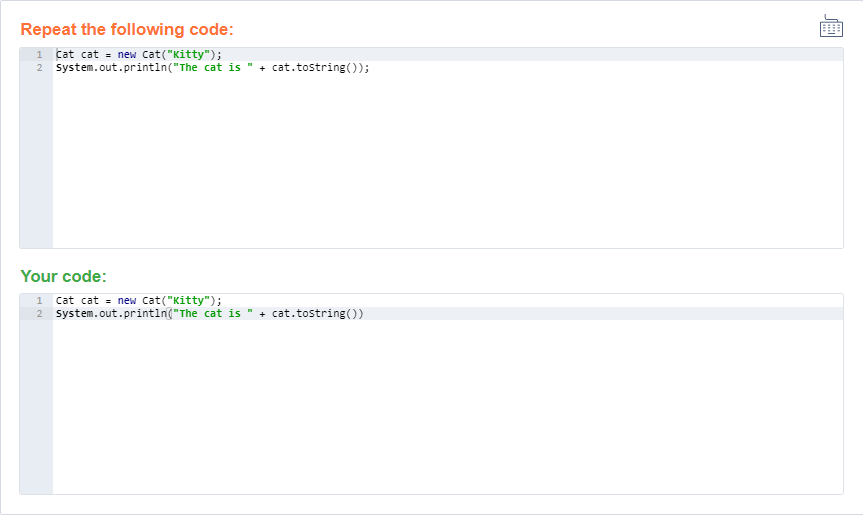 Repeat the following code:
1 Cat cat = new Cat("Kitty");
2 System.out.println("The cat is " + cat.toString());
Your code:
1 Cat cat = new Cat("Kitty");
2 System.out.println("The cat is " + cat.toString())